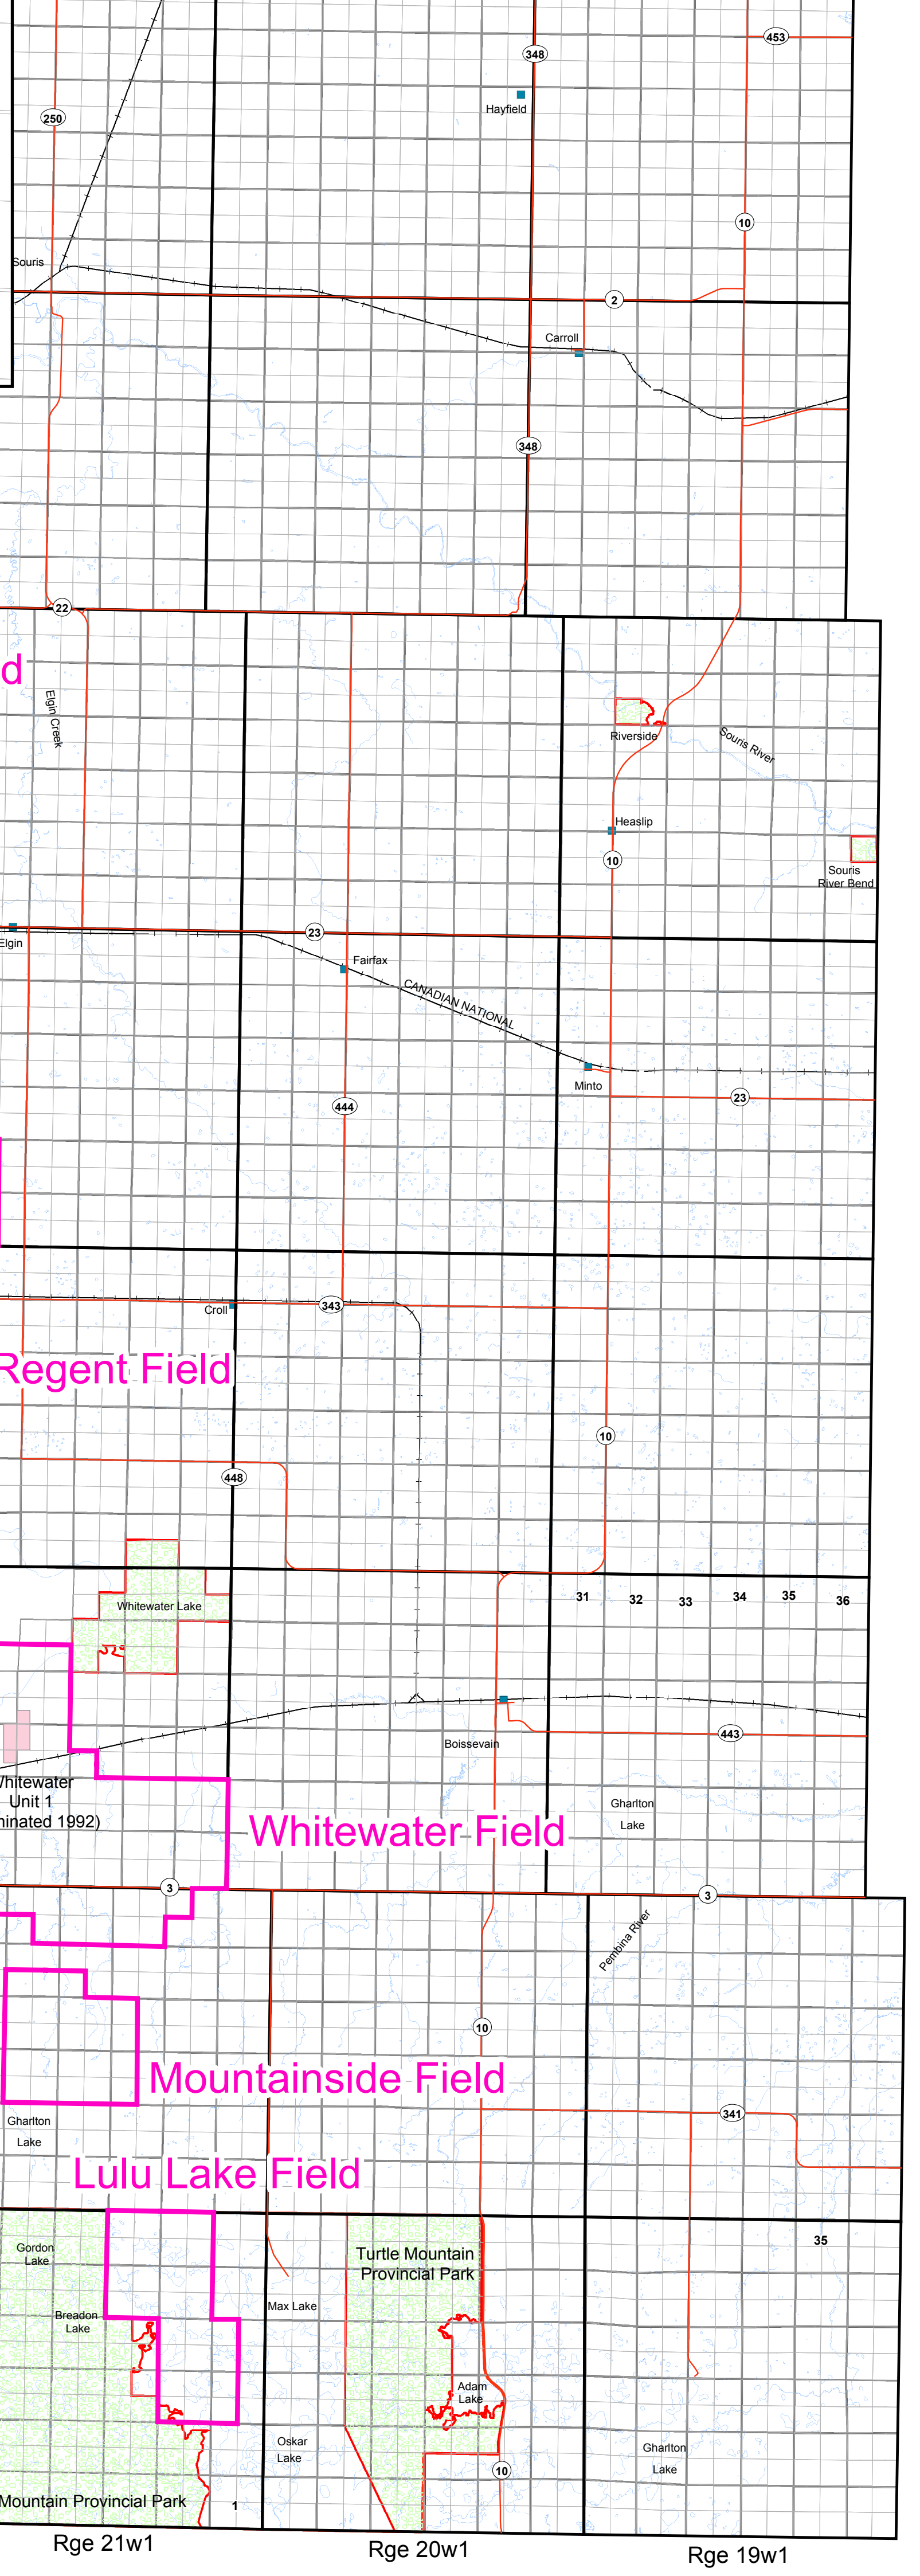 453
348
Hayfield
250
10
Souris
2
Carroll
348
22
d
Elgin Creek
Riverside
Souris River
Heaslip
10
Souris
River Bend
23
Elgin
Fairfax
CANADIAN NATIONAL
Minto
444
23
Croll
343
Regent Field
10
448
31
32
33
34
35
36
Whitewater Lake
443
Boissevain
Whitewater
Unit 1
minated 1992)
Whitewater Field
Gharlton
Lake
3
3
Pembina River
10
Mountainside Field
341
Gharlton
Lake
Lulu Lake Field
35
Gordon
Lake
Turtle Mountain
Provincial Park
Max Lake
Breadon
Lake
Adam
Lake
Oskar
Lake
Gharlton
Lake
10
Mountain Provincial Park
1
Rge 21w1
Rge 20w1
Rge 19w1